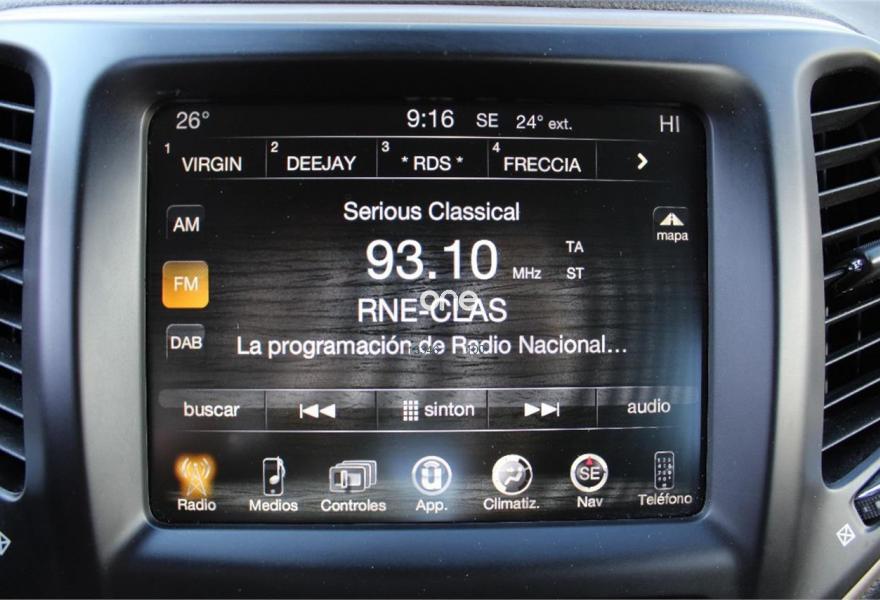 26° 9:16 SE 24° ext. HI
1 VIRGIN 2 DEEJAY 3 * RDS * 4 FRECCIA
Serious Classical
AM
mapa
93.10 MHz TA ST
FM
one
RNE-CLAS
DAB
La programación de Radio Nacional...
buscar sinton audio
SE
Radio Medios Controles App. Climatiz. Nav Teléfono